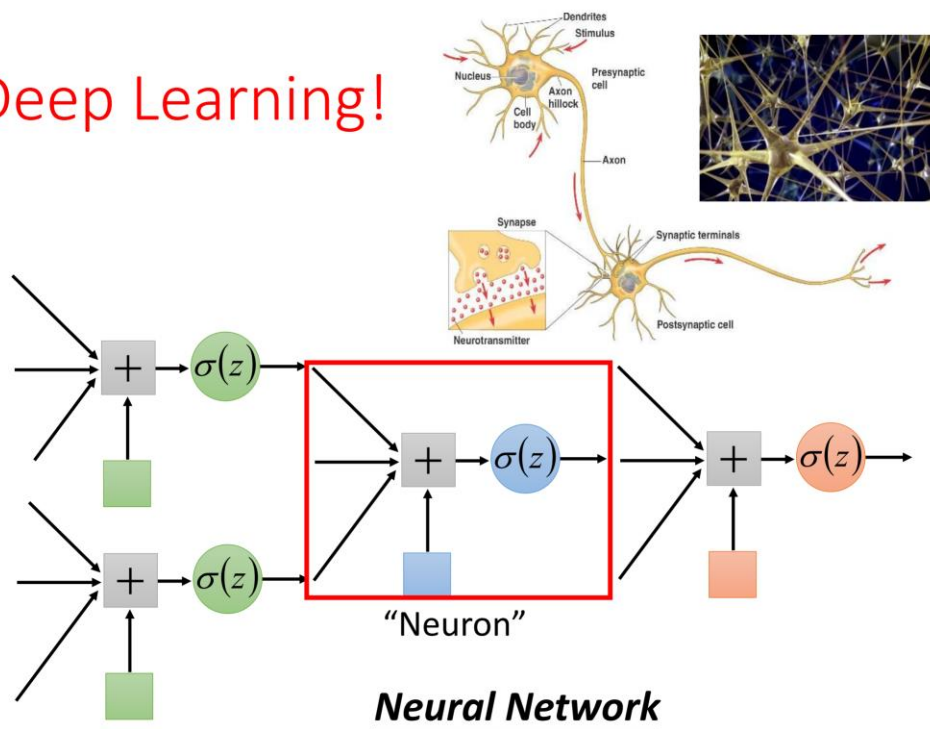 Deep Learning!
Dendrites
Stimulus
Nucleus
Presynaptic
cell
Axon
hillock
Cell
body
Axon
Synapse
Synaptic terminals
Postsynaptic cell
Neurotransmitter
+
σ(z)
+
σ(z)
+
σ(z)
+
σ(z)
“Neuron”
Neural Network